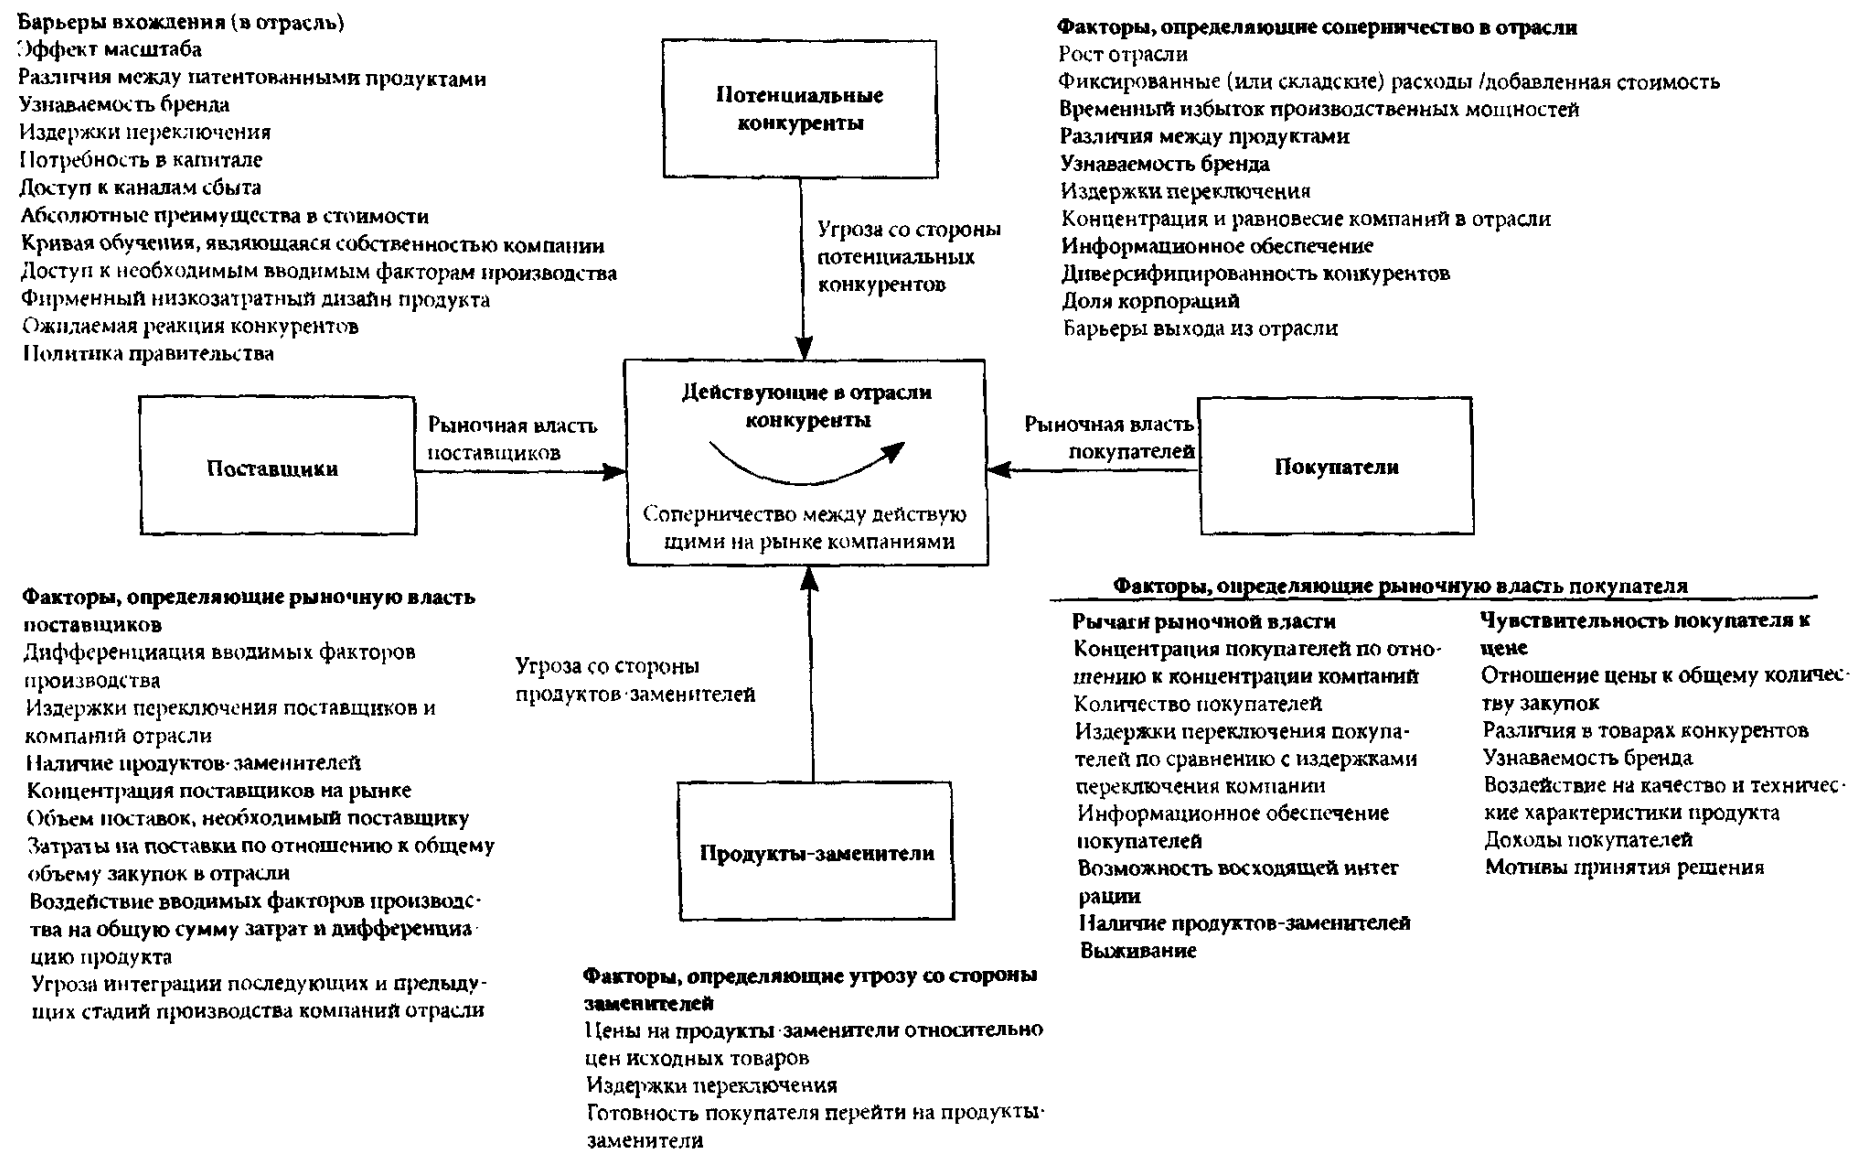 Барьеры вхождения (в отрасль)
Эффект масштаба
Различия между патентованными продуктами
Узнаваемость бренда
Издержки переключения
Потребность в капитале
Доступ к каналам сбыта
Абсолютные преимущества в стоимости
Кривая обучения, являющаяся собственностью компании
Доступ к необходимым вводимым факторам производства
Фирменный низкозатратный дизайн продукта
Ожидаемая реакция конкурентов
Политика правительства
Потенциальные
конкуренты
Угроза со стороны
потенциальных
конкурентов
Факторы, определяющие соперничество в отрасли
Рост отрасли
Фиксированные (или складские) расходы /добавленная стоимость
Временный избыток производственных мощностей
Различия между продуктами
Узнаваемость бренда
Издержки переключения
Концентрация и равновесие компаний в отрасли
Информационное обеспечение
Диверсифицированность конкурентов
Доля корпораций
Барьеры выхода из отрасли
Поставщики
Рыночная власть
поставщиков
Действующие в отрасли
конкуренты
Соперничество между действую
щими на рынке компаниями
Рыночная власть
покупателей
Покупатели
Факторы, определяющие рыночную власть
поставщиков
Дифференциация вводимых факторов
производства
Издержки переключения поставщиков и
компаний отрасли
Наличие продуктов-заменителей
Концентрация поставщиков на рынке
Объем поставок, необходимый поставщику
Затраты на поставки по отношению к общему
объему закупок в отрасли
Воздействие вводимых факторов производс-
тва на общую сумму затрат и дифференциа-
цию продукта
Угроза интеграции последующих и предыду-
щих стадий производства компаний отрасли
Угроза со стороны
продуктов-заменителей
Продукты-заменители
Факторы, определяющие угрозу со стороны
заменителей
Цены на продукты-заменители относительно
цен исходных товаров
Издержки переключения
Готовность покупателя перейти на продукты-
заменители
Факторы, определяющие рыночную власть покупателя
Рычаги рыночной власти
Концентрация покупателей по отно-
шению к концентрации компаний
Количество покупателей
Издержки переключения покупа-
телей по сравнению с издержками
переключения компании
Информационное обеспечение
покупателей
Возможность восходящей интег
рации
Наличие продуктов-заменителей
Выживание
Чувствительность покупателя к
цене
Отношение цены к общему количес-
тву закупок
Различия в товарах конкурентов
Узнаваемость бренда
Воздействие на качество и техничес-
кие характеристики продукта
Доходы покупателей
Мотивы принятия решения